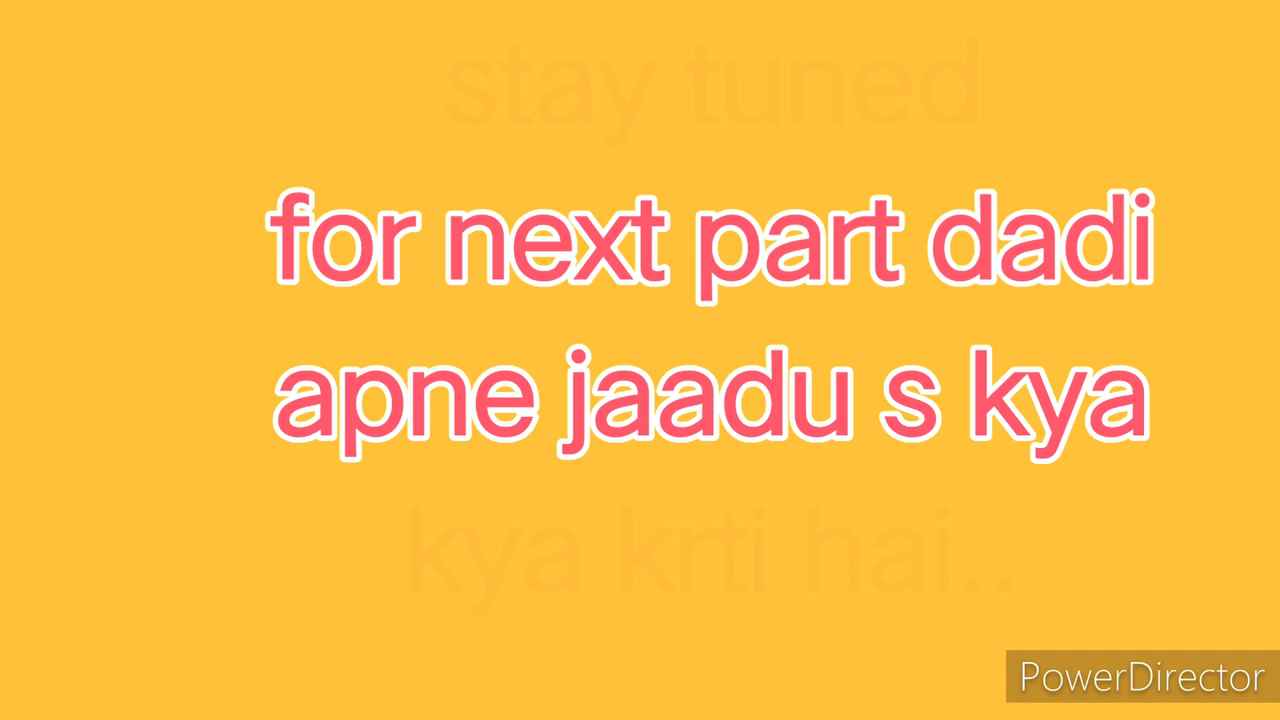 stay tuned
for next part dadi
apne jaadu s kya
kya krti hai..
PowerDirector